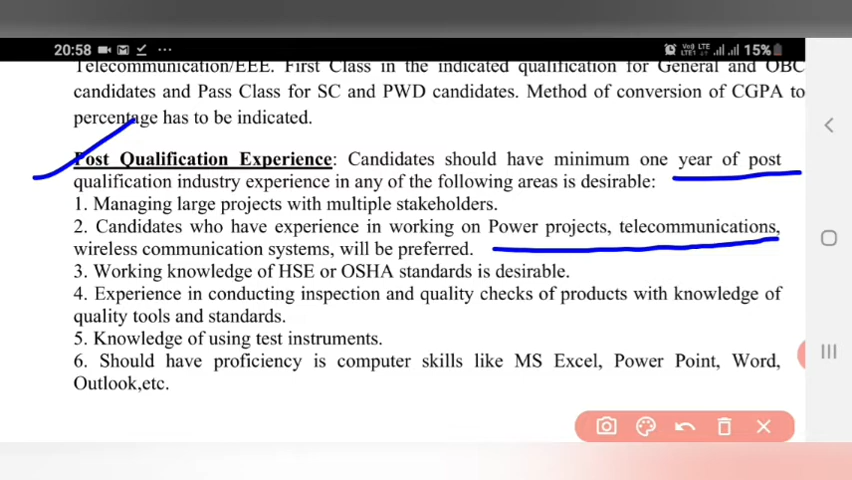 20:58 15%
Telecommunication/EEE. First Class in the indicated qualification for General and OBC
candidates and Pass Class for SC and PWD candidates. Method of conversion of CGPA to
percentage has to be indicated.
Post Qualification Experience: Candidates should have minimum one year of post
qualification industry experience in any of the following areas is desirable:
1. Managing large projects with multiple stakeholders.
2. Candidates who have experience in working on Power projects, telecommunications,
wireless communication systems, will be preferred.
3. Working knowledge of HSE or OSHA standards is desirable.
4. Experience in conducting inspection and quality checks of products with knowledge of
quality tools and standards.
5. Knowledge of using test instruments.
6. Should have proficiency is computer skills like MS Excel, Power Point, Word,
Outlook,etc.